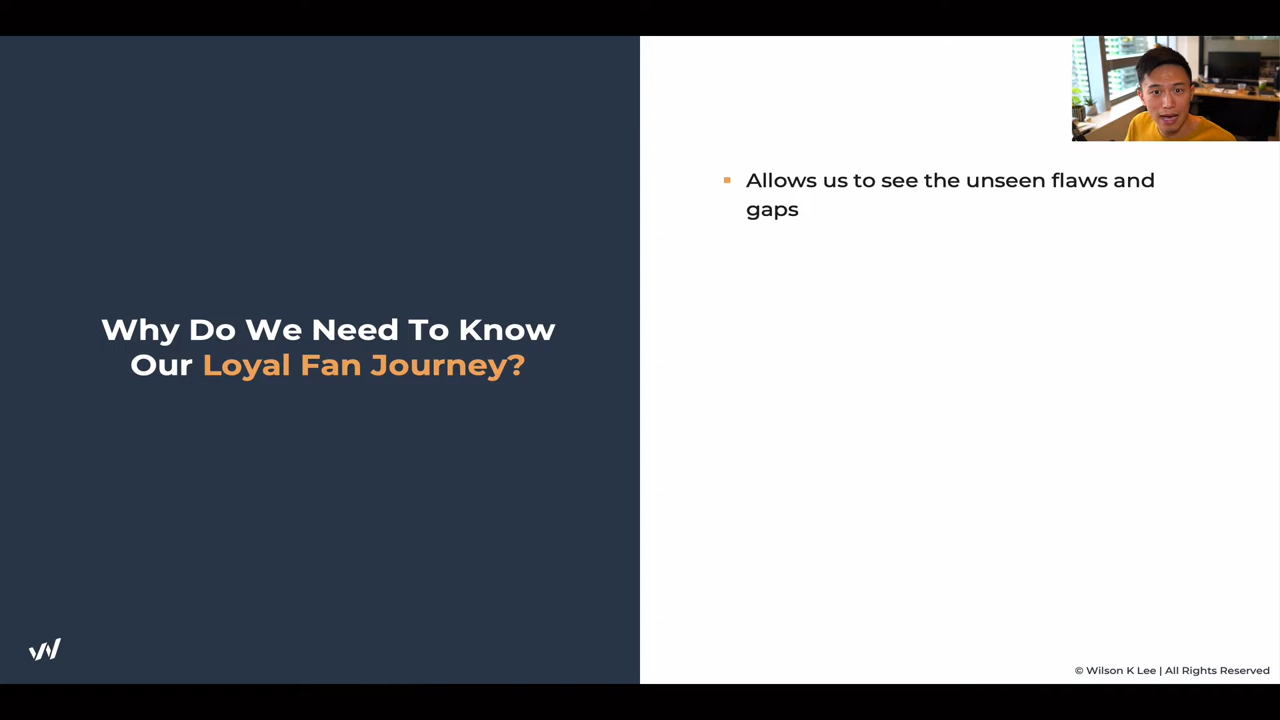 Why Do We Need To Know
Our Loyal Fan Journey?
Allows us to see the unseen flaws and
gaps
© Wilson K Lee | All Rights Reserved